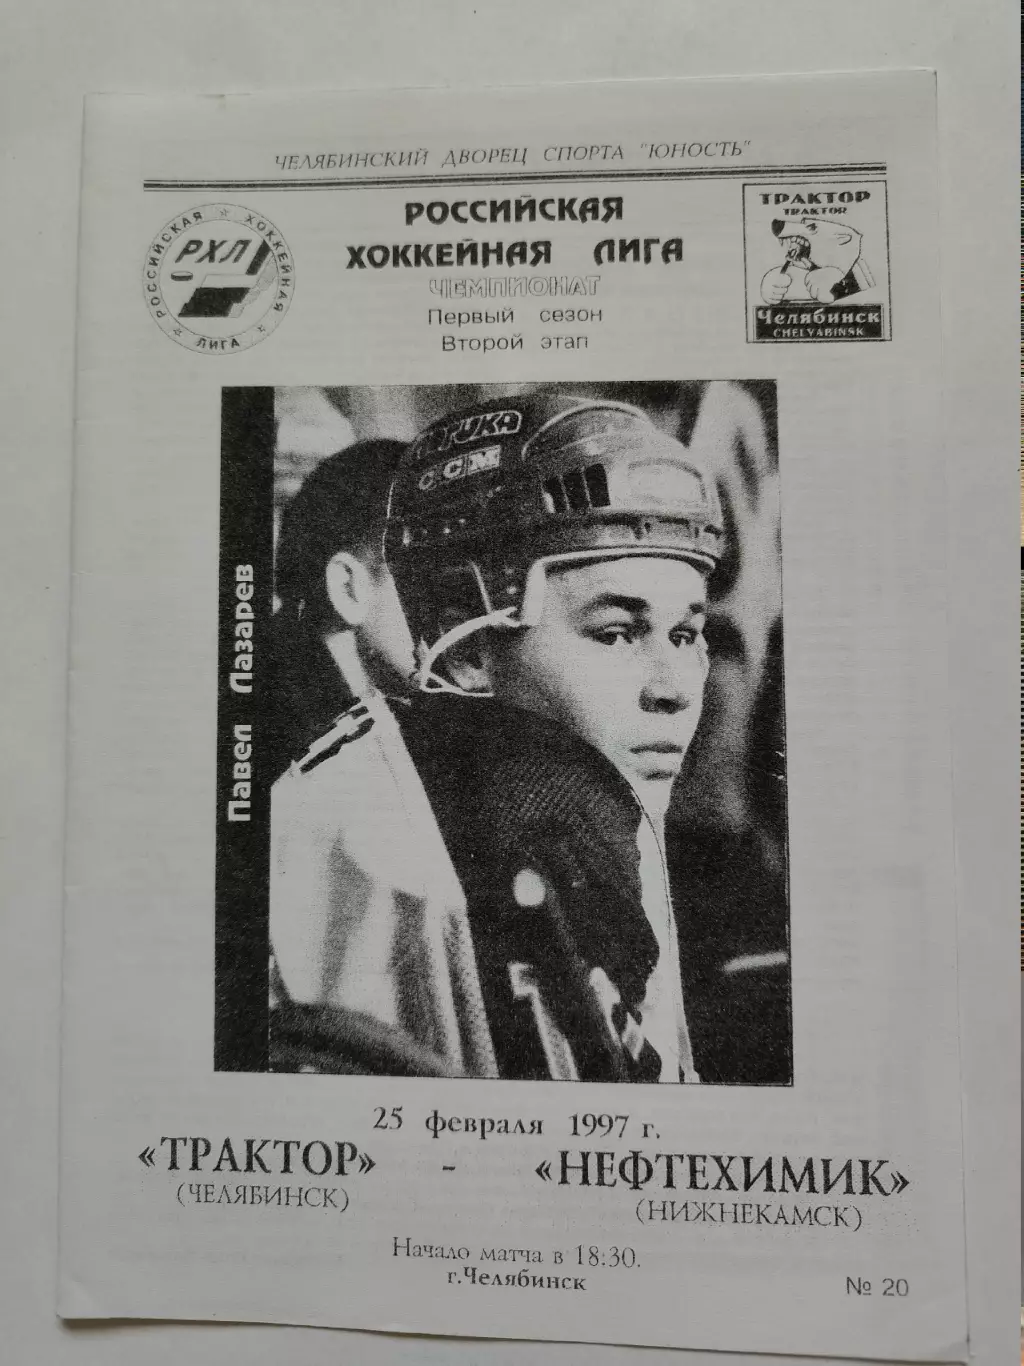 ЧЕЛЯБИНСКИЙ ДВОРЕЦ СПОРТА "ЮНОСТЬ"
РОССИЙСКАЯ ХОККЕЙНАЯ ЛИГА
РХЛ
РОССИЙСКАЯ
ХОККЕЙНАЯ ЛИГА
ЧЕМПИОНАТ
Первый сезон
Второй этап
ТРАКТОР
ТРАКТОР
Челябинск
CHELYABINSK
CCM
Павел Лазарев
25 февраля 1997 г.
«ТРАКТОР» - «НЕФТЕХИМИК»
(ЧЕЛЯБИНСК) (НИЖНЕКАМСК)
Начало матча в 18:30.
г.Челябинск
№ 20